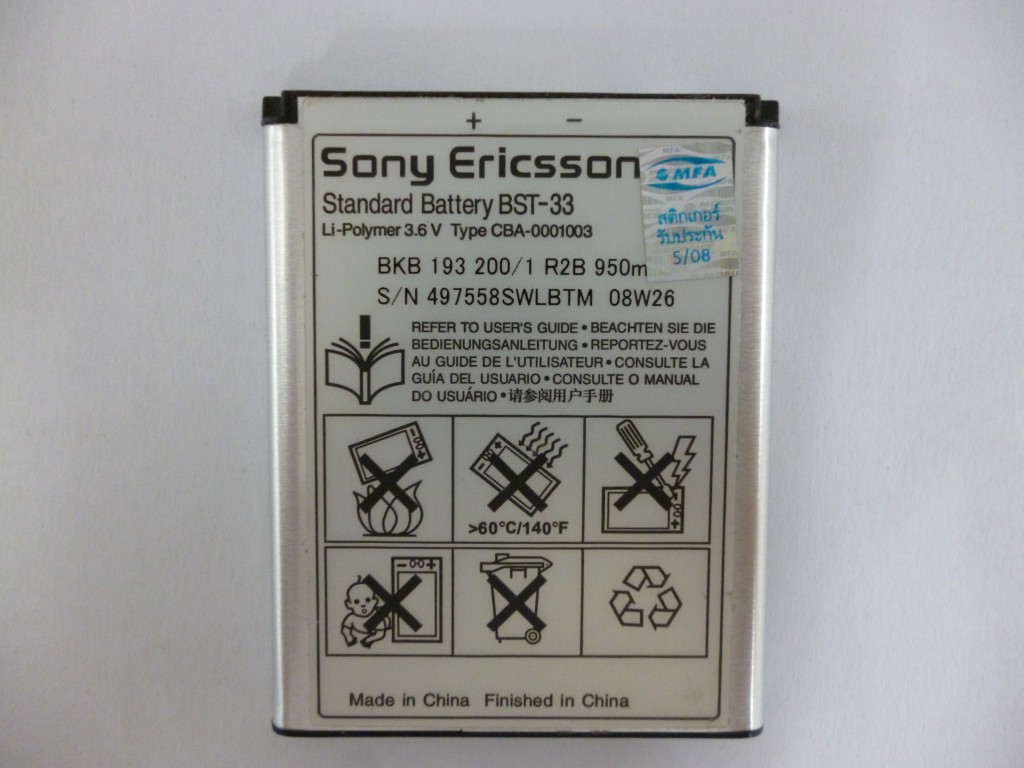 + −
Sony Ericsson
Standard Battery BST-33
Li-Polymer 3.6 V Type CBA-0001003
BKB 193 200/1 R2B 950m
S/N 497558SWLBTM 08W26
MFA
MFA
สติกเกอร์
รับประกัน
5/08
REFER TO USER'S GUIDE • BEACHTEN SIE DIE
BEDIENUNGSANLEITUNG • REPORTEZ-VOUS
AU GUIDE DE L'UTILISATEUR • CONSULTE LA
GUÍA DEL USUARIO • CONSULTE O MANUAL
DO USUÁRIO • 请参阅用户手册
>60°C/140°F
Made in China Finished in China